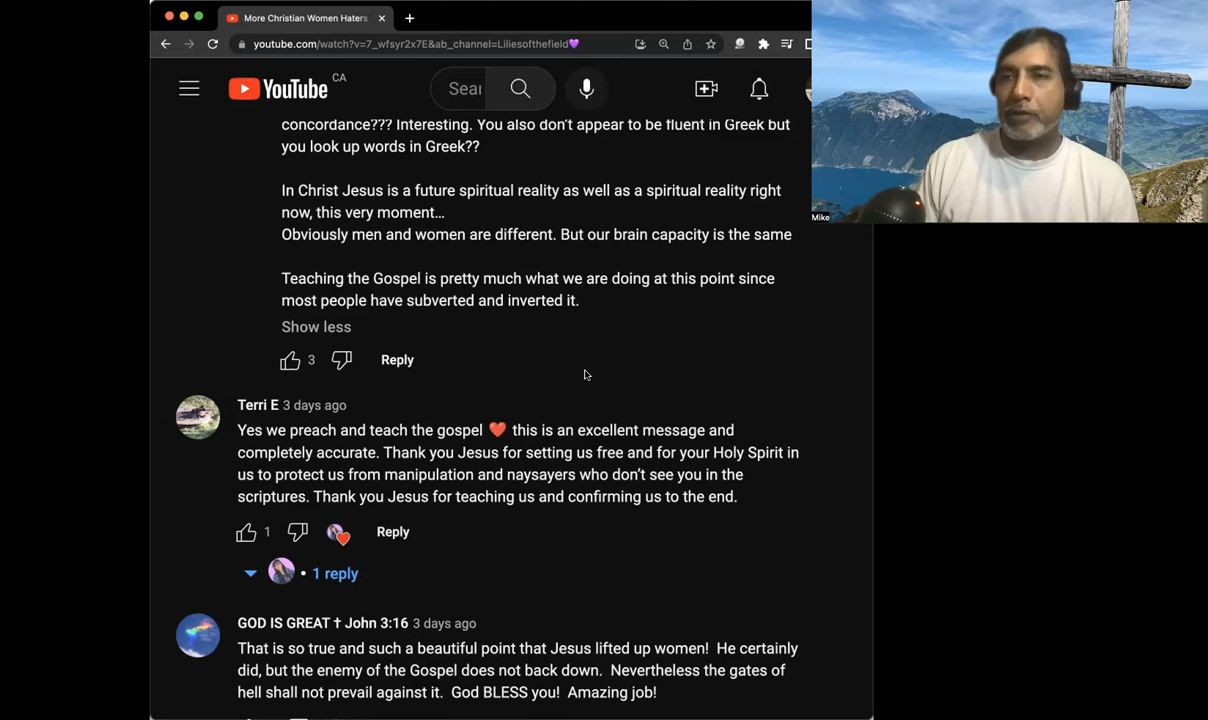 More Christian Women Haters
youtube.com/watch?v=7_wfsyr2x7E&ab_channel=Liliesofthefield💜
YouTube CA
Sear
concordance??? Interesting. You also don't appear to be fluent in Greek but
you look up words in Greek??
In Christ Jesus is a future spiritual reality as well as a spiritual reality right
now, this very moment…
Obviously men and women are different. But our brain capacity is the same
Teaching the Gospel is pretty much what we are doing at this point since
most people have subverted and inverted it.
Show less
3 Reply
Terri E 3 days ago
Yes we preach and teach the gospel ❤️ this is an excellent message and
completely accurate. Thank you Jesus for setting us free and for your Holy Spirit in
us to protect us from manipulation and naysayers who don't see you in the
scriptures. Thank you Jesus for teaching us and confirming us to the end.
1 Reply
• 1 reply
GOD IS GREAT ✝ John 3:16 3 days ago
That is so true and such a beautiful point that Jesus lifted up women! He certainly
did, but the enemy of the Gospel does not back down. Nevertheless the gates of
hell shall not prevail against it. God BLESS you! Amazing job!
Mike